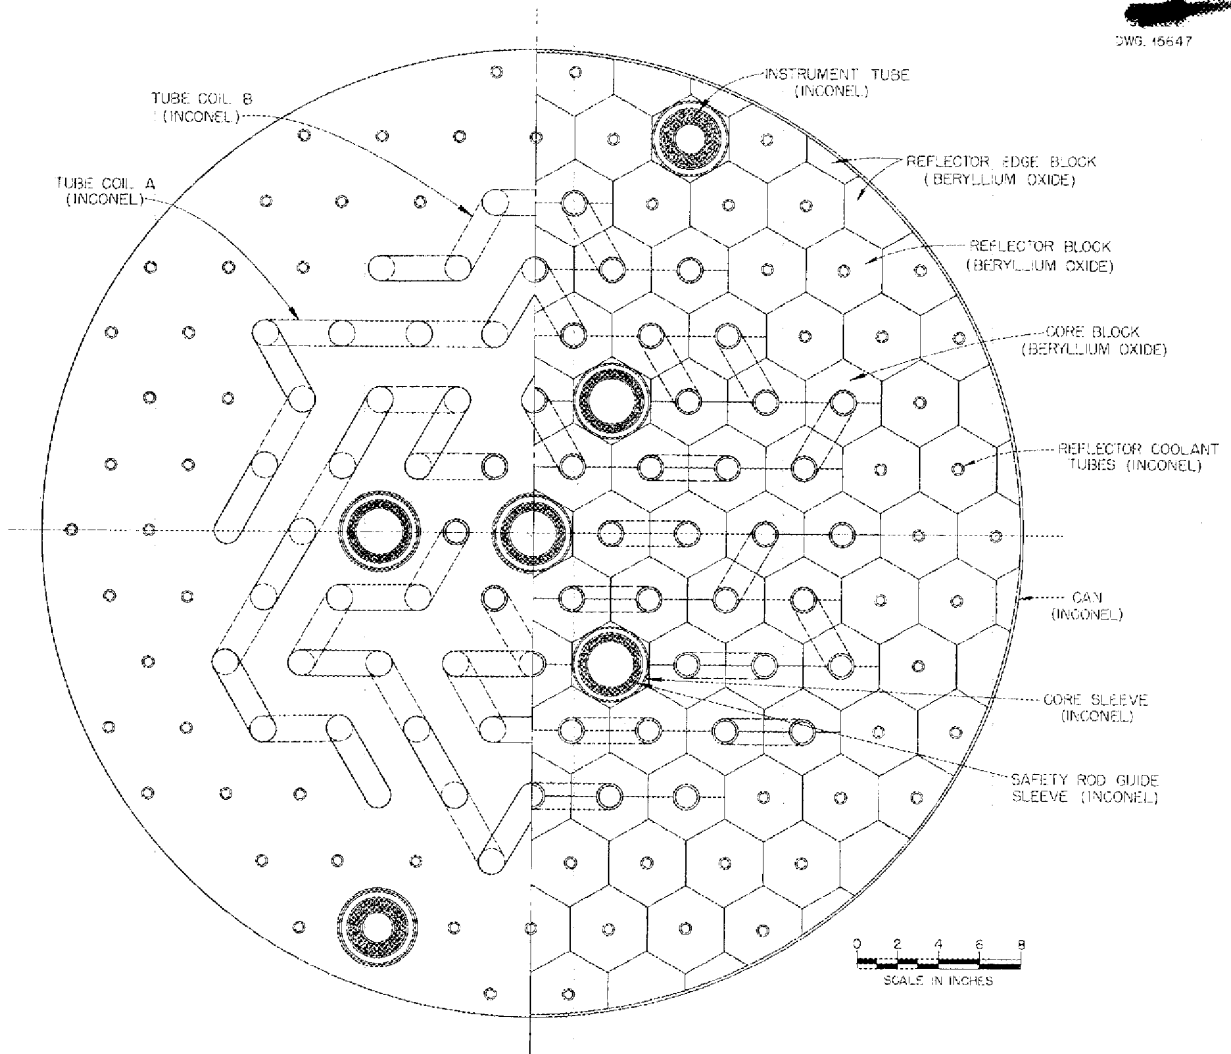 DWG. 15647
INSTRUMENT TUBE
(INCONEL)
TUBE COIL B
(INCONEL)
REFLECTOR EDGE BLOCK
(BERYLLIUM OXIDE)
TUBE COIL A
(INCONEL)
REFLECTOR BLOCK
(BERYLLIUM OXIDE)
CORE BLOCK
(BERYLLIUM OXIDE)
REFLECTOR COOLANT
TUBES (INCONEL)
CAN
(INCONEL)
CORE SLEEVE
(INCONEL)
SAFETY ROD GUIDE
SLEEVE (INCONEL)
0 2 4 6 8
SCALE IN INCHES